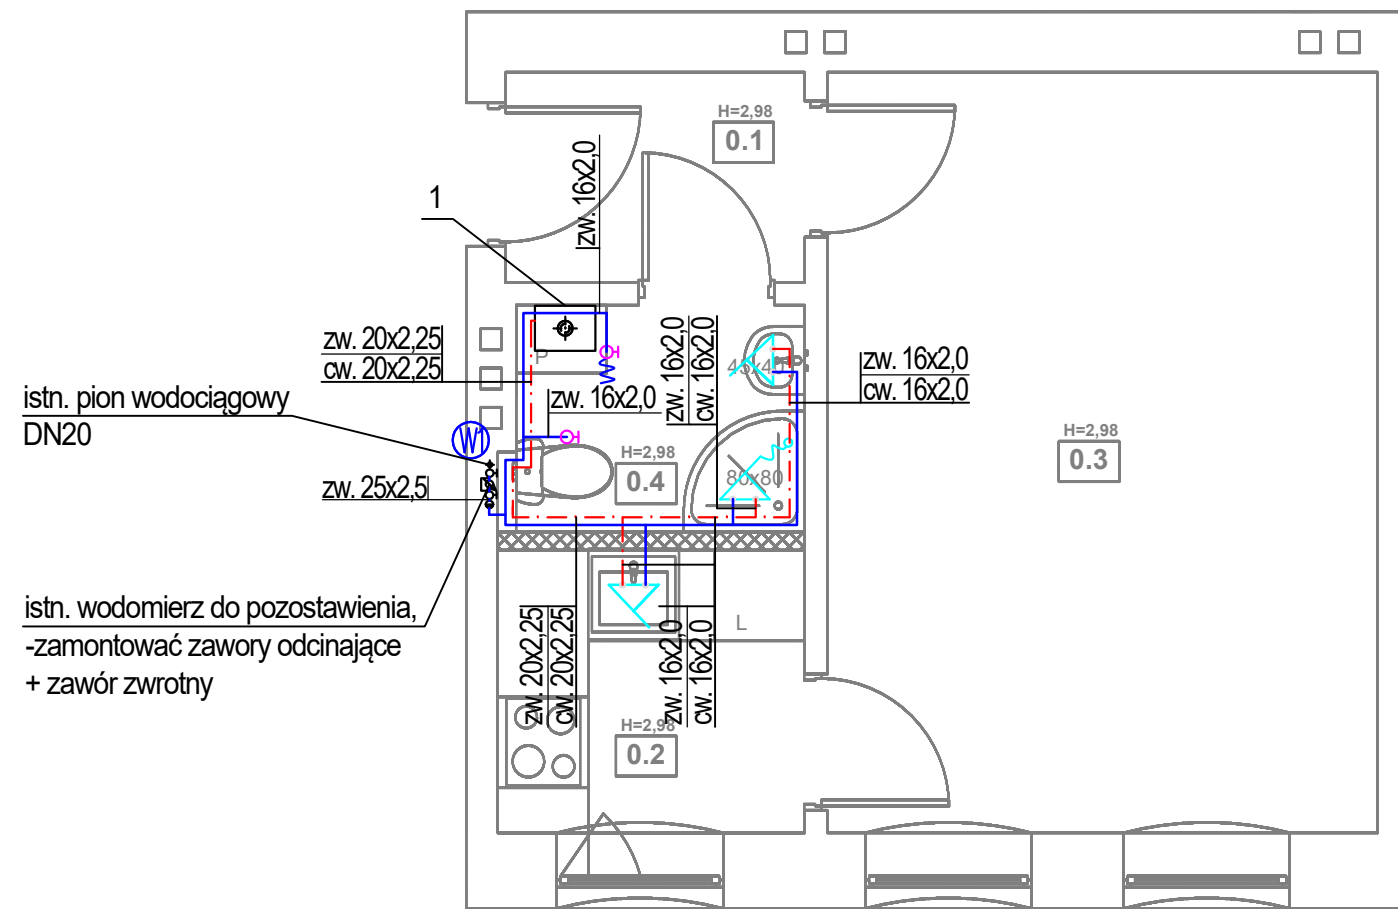 H=2,98
0.1
zw. 16x2,0
1
zw. 20x2,25
cw. 20x2,25
P
zw. 16x2,0
cw. 16x2,0
45x40
zw. 16x2,0
cw. 16x2,0
istn. pion wodociągowy
DN20
W1
zw. 16x2,0
H=2,98
0.4
80x80
H=2,98
0.3
zw. 25x2,5
istn. wodomierz do pozostawienia,
-zamontować zawory odcinające
+ zawór zwrotny
zw. 20x2,25
cw. 20x2,25
zw. 16x2,0
cw. 16x2,0
L
H=2,98
0.2